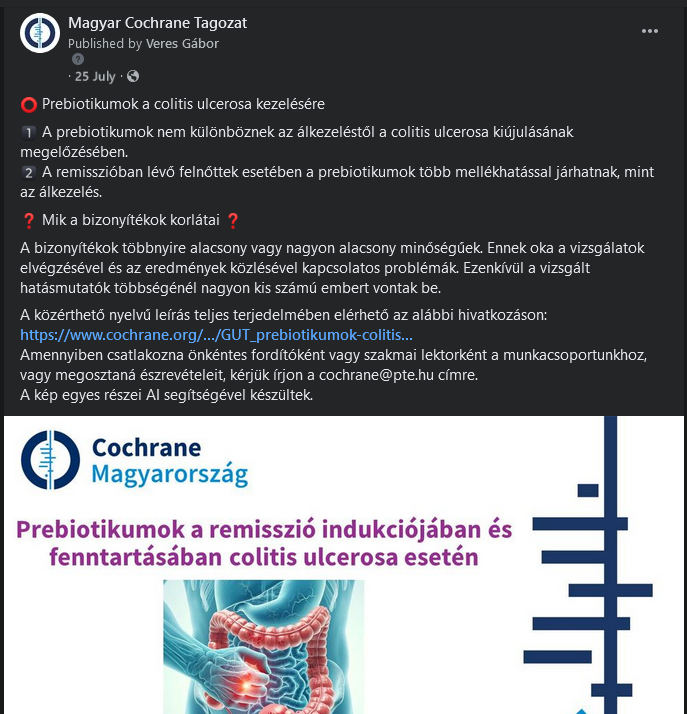 Magyar Cochrane Tagozat
Published by Veres Gábor
· 25 July ·
⭕ Prebiotikumok a colitis ulcerosa kezelésére
1 A prebiotikumok nem különböznek az álkezeléstől a colitis ulcerosa kiújulásának
megelőzésében.
2 A remisszióban lévő felnőttek esetében a prebiotikumok több mellékhatással járhatnak, mint
az álkezelés.
❓ Mik a bizonyítékok korlátai ❓
A bizonyítékok többnyire alacsony vagy nagyon alacsony minőségűek. Ennek oka a vizsgálatok
elvégzésével és az eredmények közlésével kapcsolatos problémák. Ezenkívül a vizsgált
hatásmutatók többségénél nagyon kis számú embert vontak be.
A közérthető nyelvű leírás teljes terjedelmében elérhető az alábbi hivatkozáson:
https://www.cochrane.org/.../GUT_prebiotikumok-colitis...
Amennyiben csatlakozna önkéntes fordítóként vagy szakmai lektorként a munkacsoportunkhoz,
vagy megosztaná észrevételeit, kérjük írjon a cochrane@pte.hu címre.
A kép egyes részei AI segítségével készültek.
Cochrane
Magyarország
Prebiotikumok a remisszió indukciójában és
fenntartásában colitis ulcerosa esetén